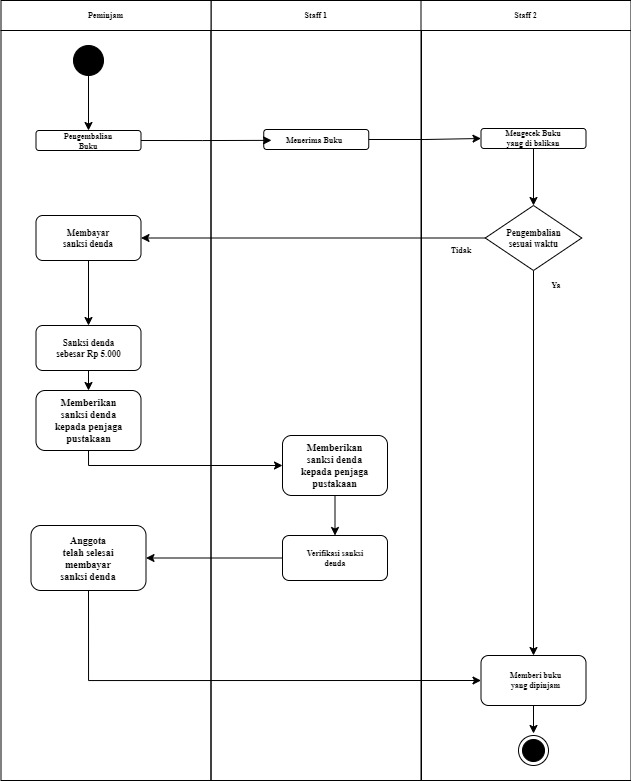 Peminjam
Staff 1
Staff 2
Pengembalian
Buku
Menerima Buku
Mengecek Buku
yang di balikan
Membayar
sanksi denda
Pengembalian
sesuai waktu
Tidak
Ya
Sanksi denda
sebesar Rp 5.000
Memberikan
sanksi denda
kepada penjaga
pustakaan
Memberikan
sanksi denda
kepada penjaga
pustakaan
Anggota
telah selesai
membayar
sanksi denda
Verifikasi sanksi
denda
Memberi buku
yang dipinjam